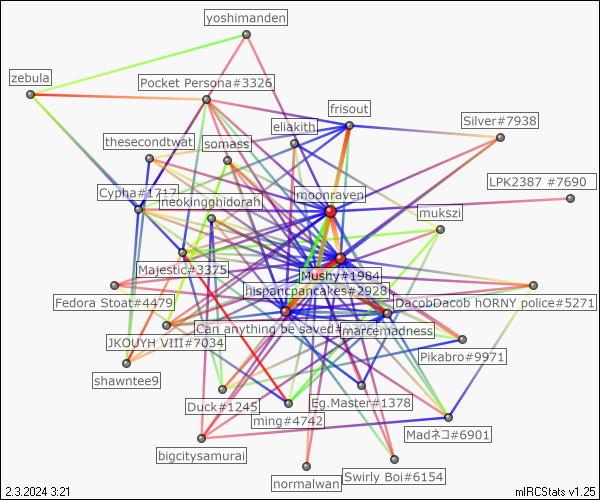 yoshimanden
zebula
Pocket Persona#3326
frisout
Silver#7938
eliakith
thesecondtwat
somass
LPK2387 #7690
Cypha#1717
moonraven
neokingghidorah
mukszi
Majestic#3375
Mushy#1984
hispancpancakes#2928
Fedora Stoat#4479
DacobDacob hORNY police#5271
Can anything be saved
marcemadness
JKOUYH VIII#7034
Pikabro#9971
shawntee9
Duck#1245
Eg.Master#1378
ming#4742
Madネコ#6901
bigcitysamurai
Swirly Boi#6154
normalwan
2.3.2024 3:21
mIRCStats v1.25